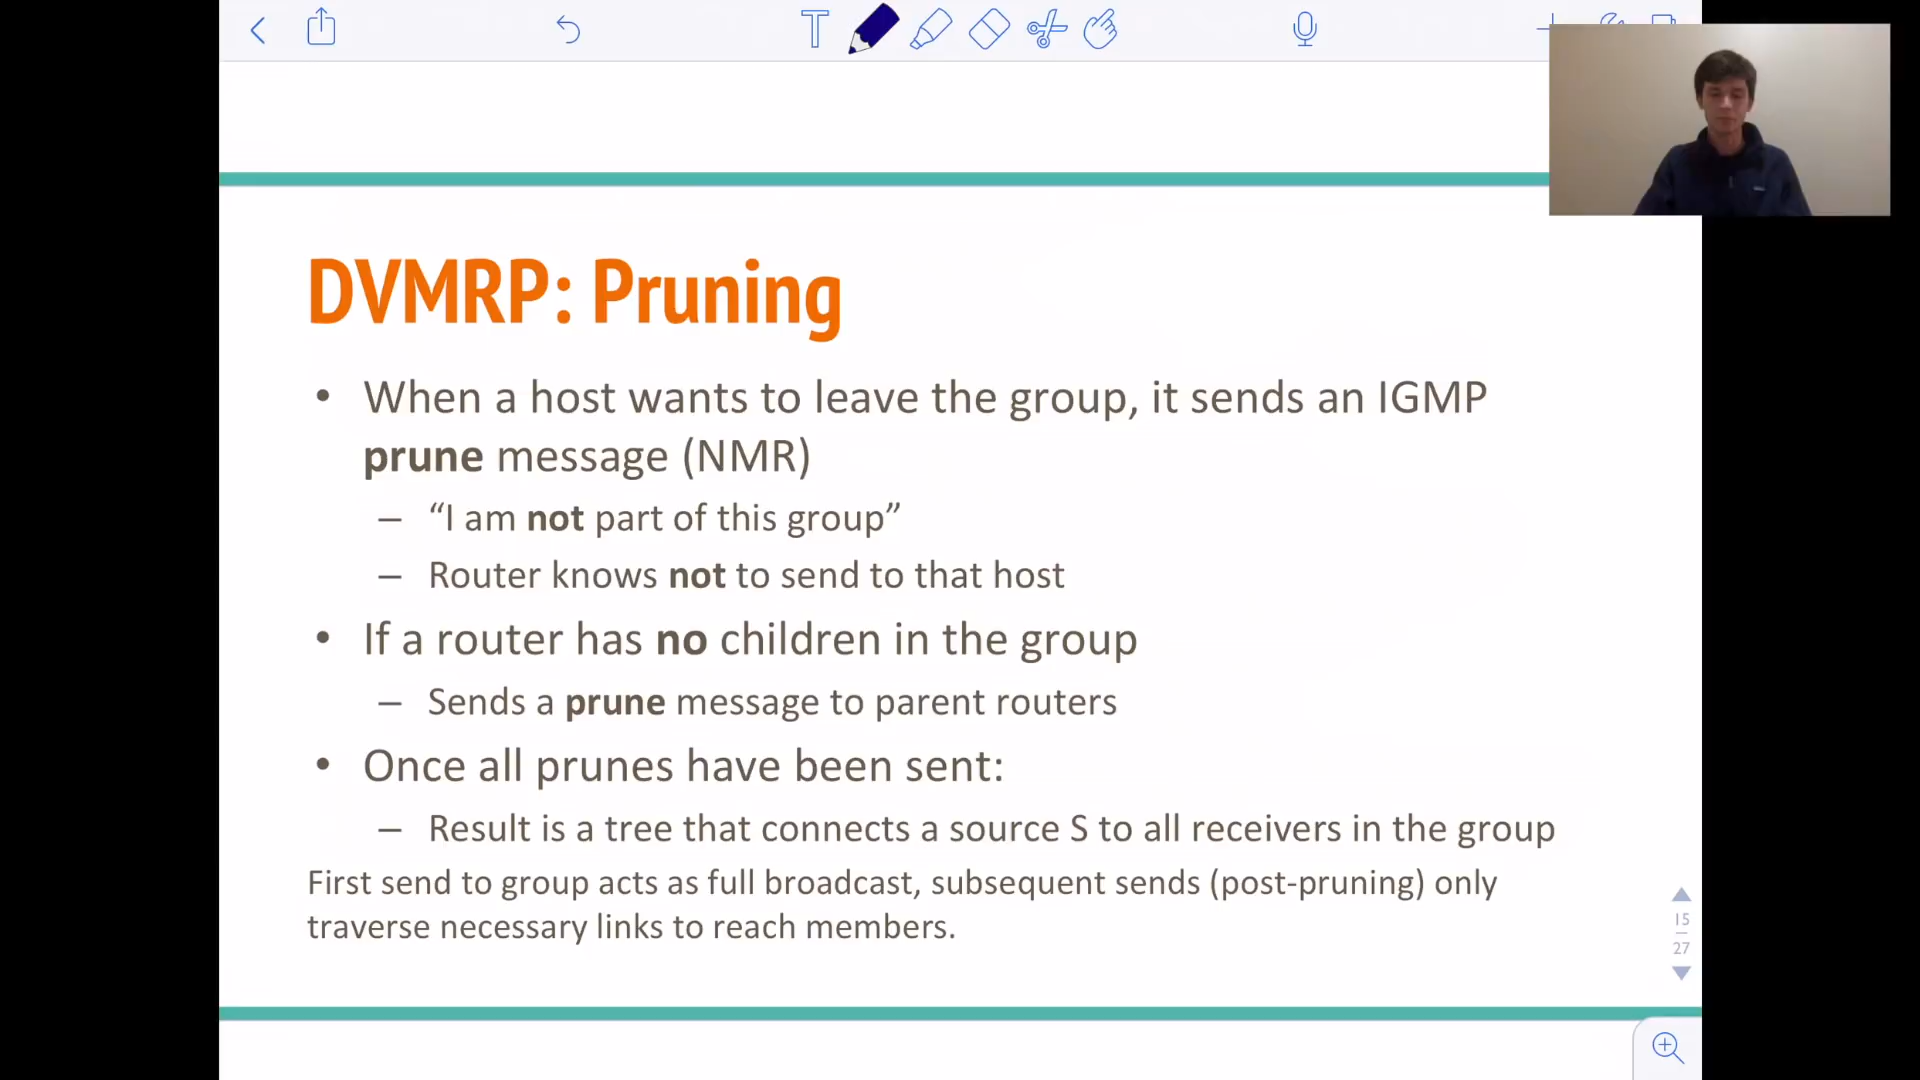 T
DVMRP: Pruning
• When a host wants to leave the group, it sends an IGMP
prune message (NMR)
– “I am not part of this group”
– Router knows not to send to that host
• If a router has no children in the group
– Sends a prune message to parent routers
• Once all prunes have been sent:
– Result is a tree that connects a source S to all receivers in the group
First send to group acts as full broadcast, subsequent sends (post-pruning) only
traverse necessary links to reach members.
15
27